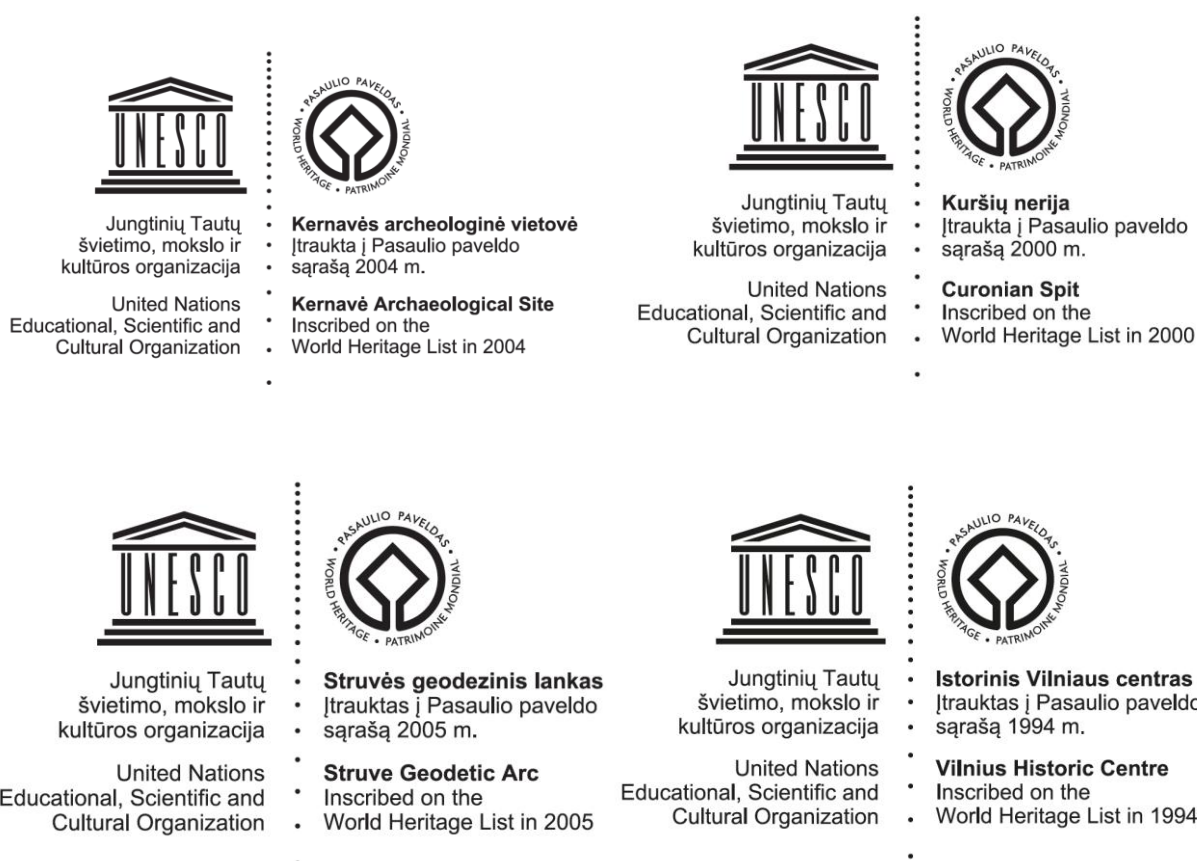 UNESCO
• PASAULIO PAVELDAS •
WORLD HERITAGE • PATRIMOINE MONDIAL
Jungtinių Tautų
švietimo, mokslo ir
kultūros organizacija
United Nations
Educational, Scientific and
Cultural Organization
Kernavės archeologinė vietovė
Įtraukta į Pasaulio paveldo
sąrašą 2004 m.
Kernavė Archaeological Site
Inscribed on the
World Heritage List in 2004
UNESCO
• PASAULIO PAVELDAS •
WORLD HERITAGE • PATRIMOINE MONDIAL
Jungtinių Tautų
švietimo, mokslo ir
kultūros organizacija
United Nations
Educational, Scientific and
Cultural Organization
Kuršių nerija
Įtraukta į Pasaulio paveldo
sąrašą 2000 m.
Curonian Spit
Inscribed on the
World Heritage List in 2000
UNESCO
• PASAULIO PAVELDAS •
WORLD HERITAGE • PATRIMOINE MONDIAL
Jungtinių Tautų
švietimo, mokslo ir
kultūros organizacija
United Nations
Educational, Scientific and
Cultural Organization
Struvės geodezinis lankas
Įtrauktas į Pasaulio paveldo
sąrašą 2005 m.
Struve Geodetic Arc
Inscribed on the
World Heritage List in 2005
UNESCO
• PASAULIO PAVELDAS •
WORLD HERITAGE • PATRIMOINE MONDIAL
Jungtinių Tautų
švietimo, mokslo ir
kultūros organizacija
United Nations
Educational, Scientific and
Cultural Organization
Istorinis Vilniaus centras
Įtrauktas į Pasaulio paveldo
sąrašą 1994 m.
Vilnius Historic Centre
Inscribed on the
World Heritage List in 1994